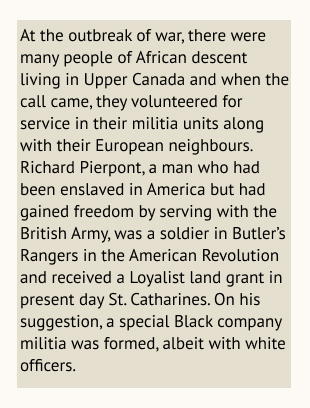 At the outbreak of war, there were
many people of African descent
living in Upper Canada and when the
call came, they volunteered for
service in their militia units along
with their European neighbours.
Richard Pierpont, a man who had
been enslaved in America but had
gained freedom by serving with the
British Army, was a soldier in Butler’s
Rangers in the American Revolution
and received a Loyalist land grant in
present day St. Catharines. On his
suggestion, a special Black company
militia was formed, albeit with white
officers.